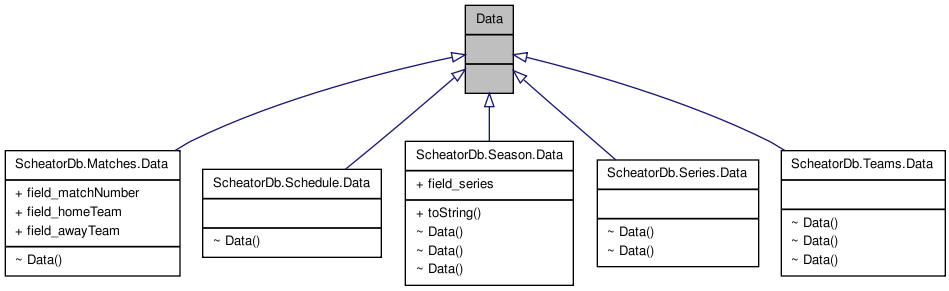 Data
ScheatorDb.Matches.Data
+ field_matchNumber
+ field_homeTeam
+ field_awayTeam
~ Data()
ScheatorDb.Schedule.Data
~ Data()
ScheatorDb.Season.Data
+ field_series
+ toString()
~ Data()
~ Data()
~ Data()
ScheatorDb.Series.Data
~ Data()
~ Data()
ScheatorDb.Teams.Data
~ Data()
~ Data()
~ Data()